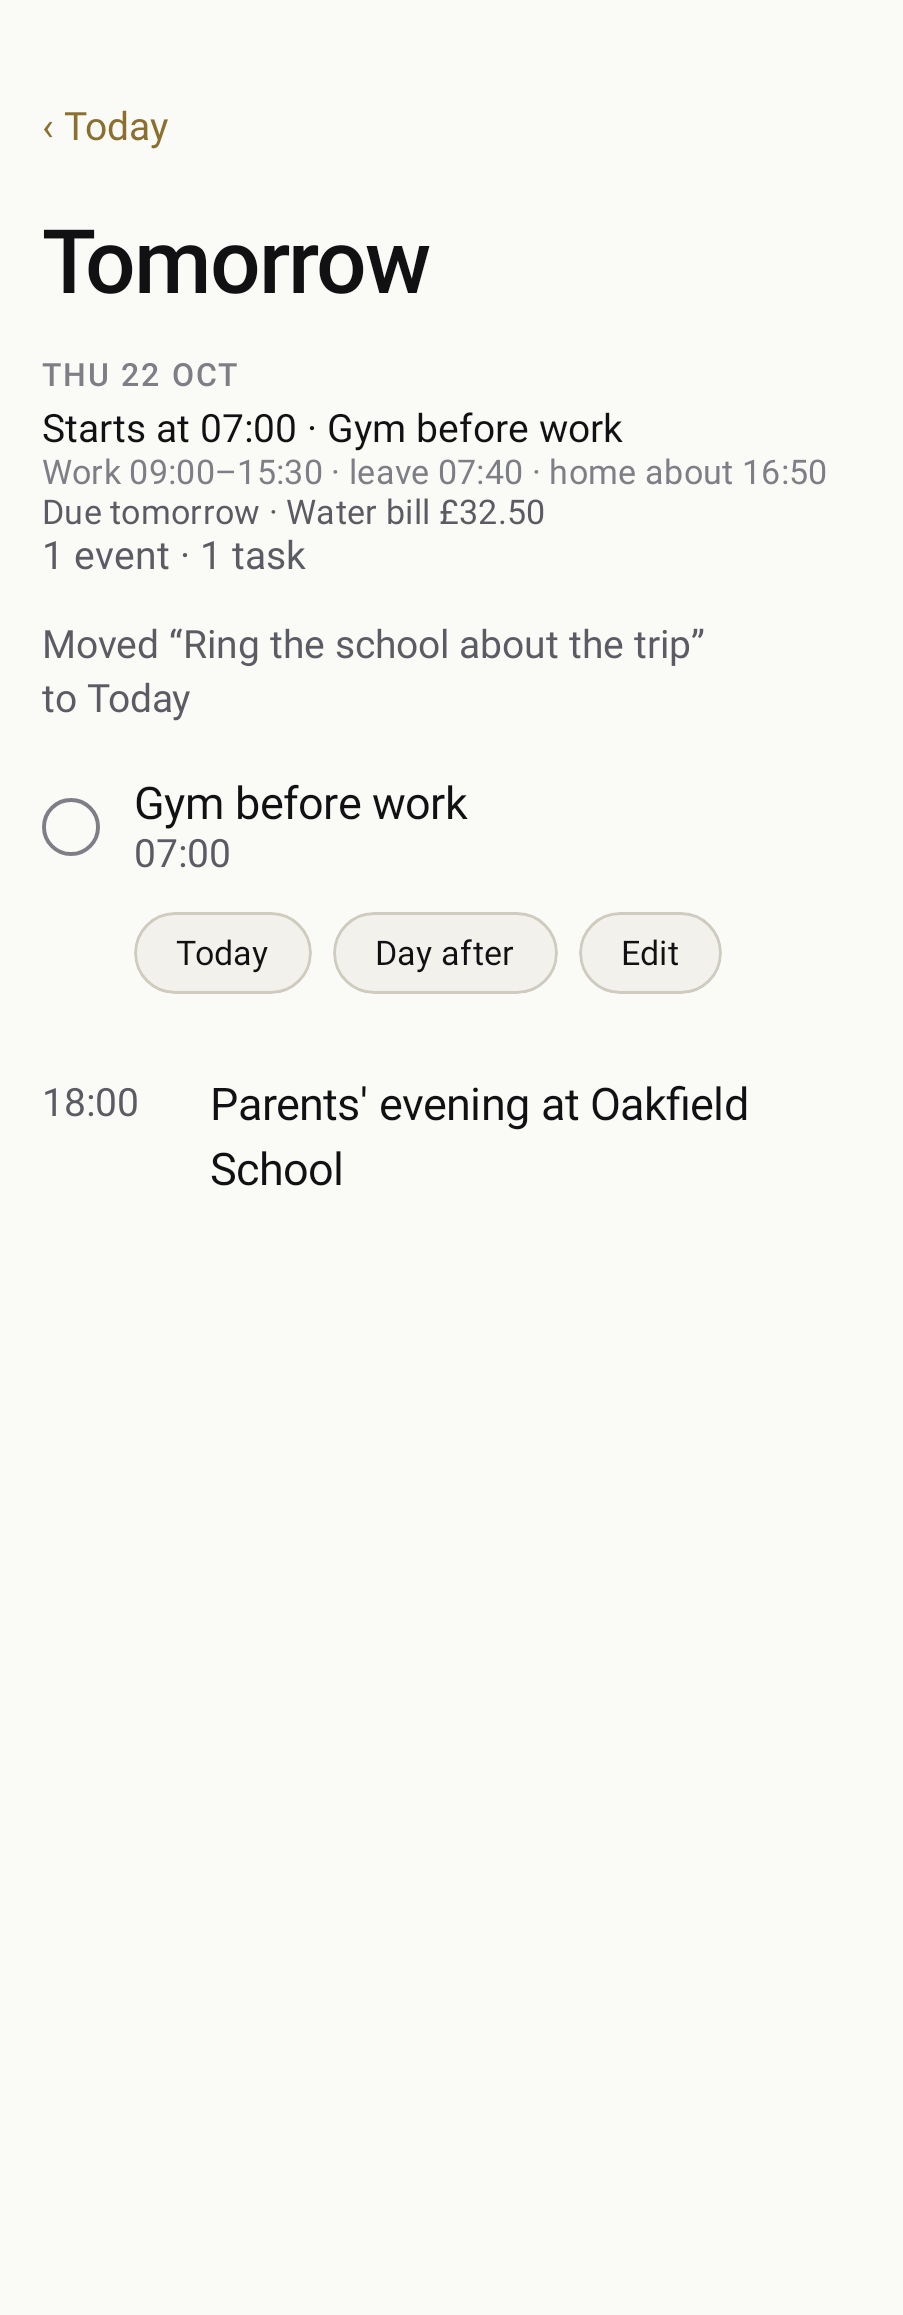 ‹ Today
Tomorrow
THU 22 OCT
Starts at 07:00 · Gym before work
Work 09:00–15:30 · leave 07:40 · home about 16:50
Due tomorrow · Water bill £32.50
1 event · 1 task
Moved “Ring the school about the trip”
to Today
Gym before work
07:00
Today
Day after
Edit
18:00
Parents' evening at Oakfield
School